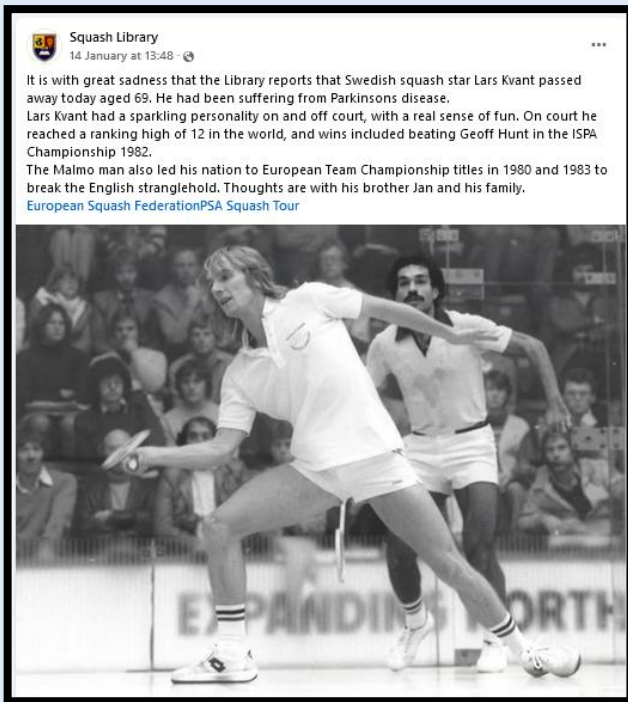 Squash Library
14 January at 13:48 ·
It is with great sadness that the Library reports that Swedish squash star Lars Kvant passed
away today aged 69. He had been suffering from Parkinsons disease.
Lars Kvant had a sparkling personality on and off court, with a real sense of fun. On court he
reached a ranking high of 12 in the world, and wins included beating Geoff Hunt in the ISPA
Championship 1982.
The Malmo man also led his nation to European Team Championship titles in 1980 and 1983 to
break the English stranglehold. Thoughts are with his brother Jan and his family.
European Squash FederationPSA Squash Tour
EXPANDING NORTH